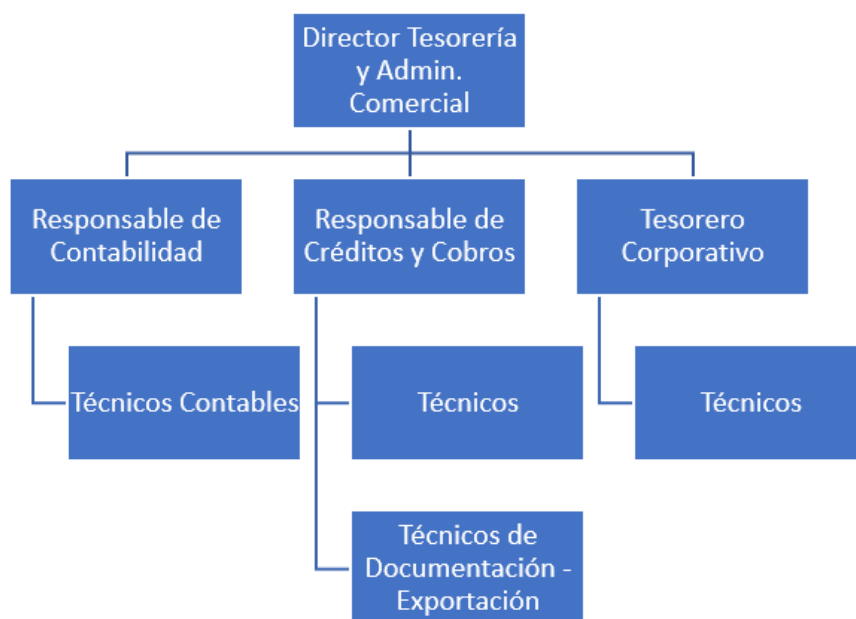 Director Tesorería
y Admin.
Comercial
Responsable de
Contabilidad
Responsable de
Créditos y Cobros
Tesorero
Corporativo
Técnicos Contables
Técnicos
Técnicos
Técnicos de
Documentación -
Exportación